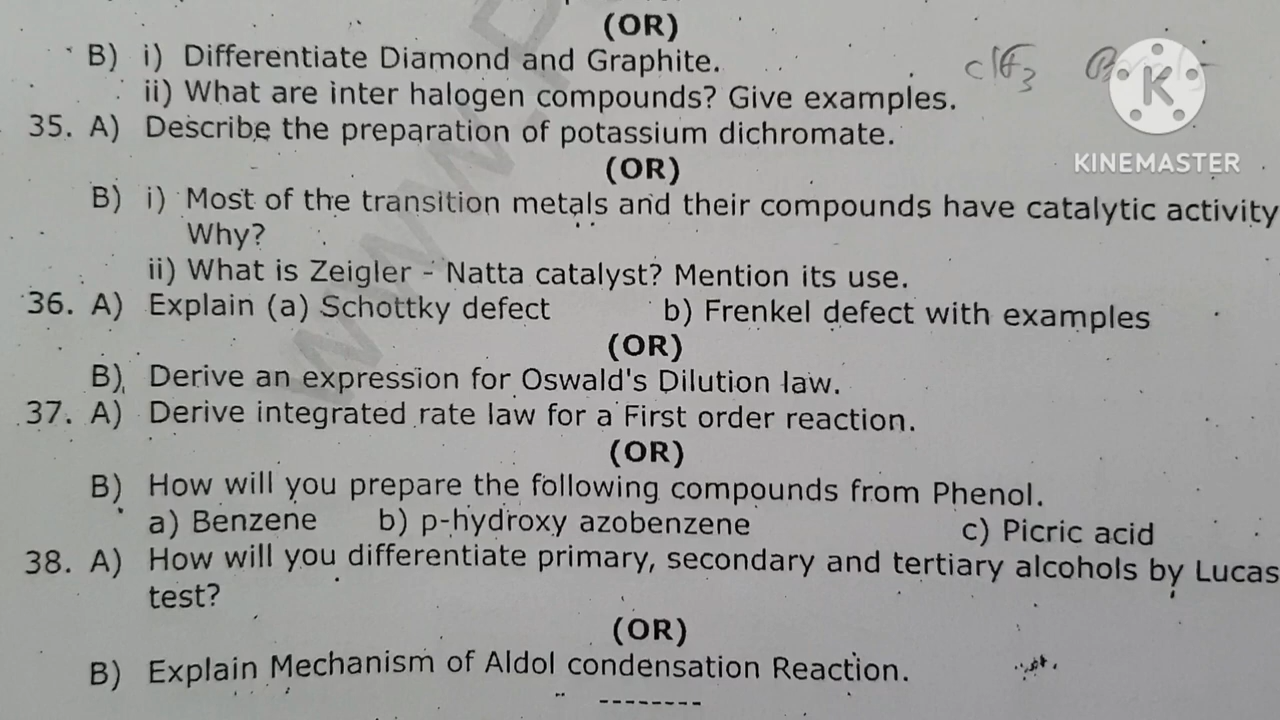 (OR)
B) i) Differentiate Diamond and Graphite.
ClF3
K
ii) What are inter halogen compounds? Give examples.
KINEMASTER
35. A) Describe the preparation of potassium dichromate.
(OR)
B) i) Most of the transition metals and their compounds have catalytic activity
Why?
ii) What is Zeigler - Natta catalyst? Mention its use.
36. A) Explain (a) Schottky defect b) Frenkel defect with examples
(OR)
B) Derive an expression for Oswald's Dilution law.
37. A) Derive integrated rate law for a First order reaction.
(OR)
B) How will you prepare the following compounds from Phenol.
a) Benzene b) p-hydroxy azobenzene c) Picric acid
38. A) How will you differentiate primary, secondary and tertiary alcohols by Lucas
test?
(OR)
B) Explain Mechanism of Aldol condensation Reaction.
--------